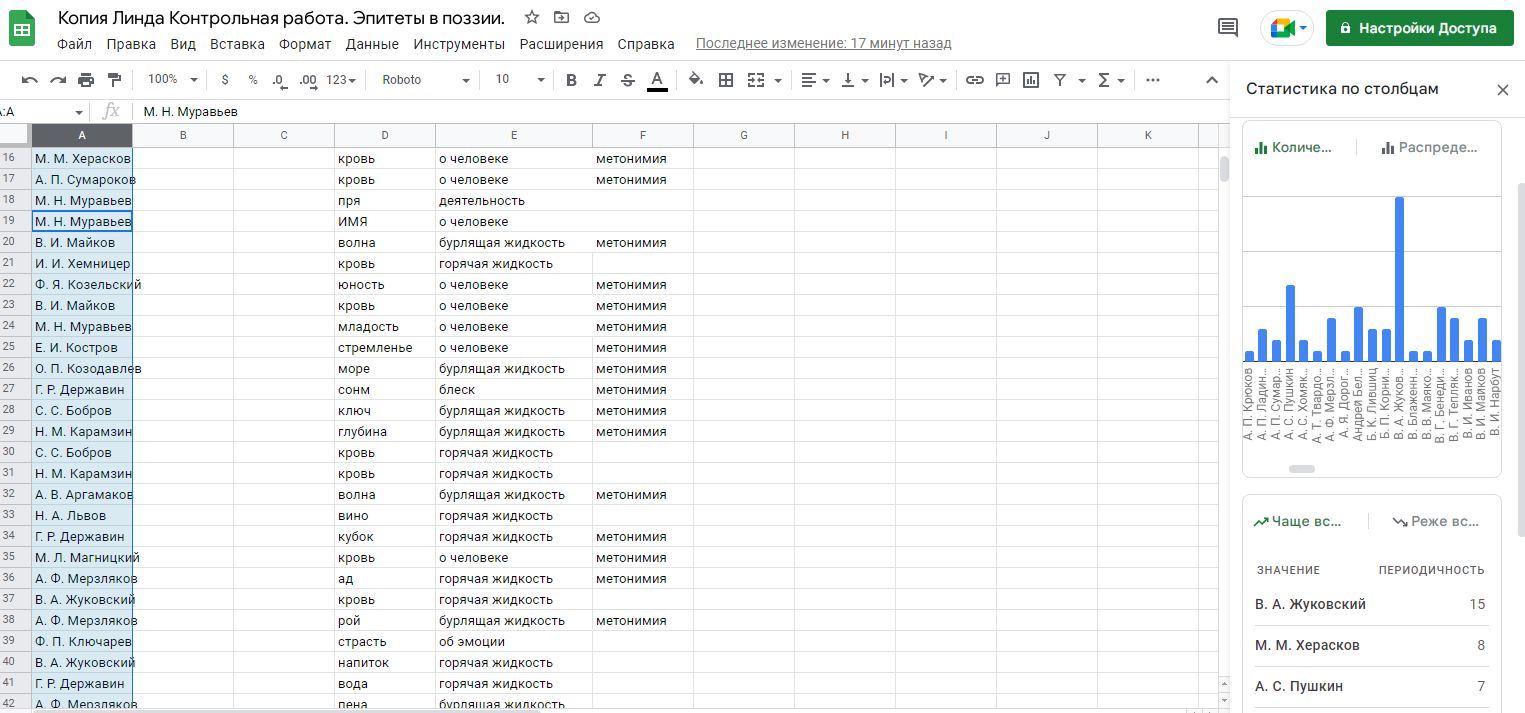 Копия Линда Контрольная работа. Эпитеты в поззии.
Файл Правка Вид Вставка Формат Данные Инструменты Расширения Справка Последнее изменение: 17 минут назад
Настройки Доступа
100% $ % .0 .00 123 Roboto 10 B I S A
:A fx М. Н. Муравьев
A B C D E F G H I J K
16 М. М. Херасков кровь о человеке метонимия
17 А. П. Сумароков кровь о человеке метонимия
18 М. Н. Муравьев пря деятельность
19 М. Н. Муравьев ИМЯ о человеке
20 В. И. Майков волна бурлящая жидкость метонимия
21 И. И. Хемницер кровь горячая жидкость
22 Ф. Я. Козельский юность о человеке метонимия
23 В. И. Майков кровь о человеке метонимия
24 М. Н. Муравьев младость о человеке метонимия
25 Е. И. Костров стремленье о человеке метонимия
26 О. П. Козодавлев море бурлящая жидкость метонимия
27 Г. Р. Державин сонм блеск метонимия
28 С. С. Бобров ключ бурлящая жидкость метонимия
29 Н. М. Карамзин глубина бурлящая жидкость метонимия
30 С. С. Бобров кровь горячая жидкость
31 Н. М. Карамзин кровь горячая жидкость
32 А. В. Аргамаков волна бурлящая жидкость метонимия
33 Н. А. Львов вино горячая жидкость
34 Г. Р. Державин кубок горячая жидкость метонимия
35 М. Л. Магницкий кровь о человеке метонимия
36 А. Ф. Мерзляков ад горячая жидкость метонимия
37 В. А. Жуковский кровь горячая жидкость
38 А. Ф. Мерзляков рой бурлящая жидкость метонимия
39 Ф. П. Ключарев страсть об эмоции
40 В. А. Жуковский напиток горячая жидкость
41 Г. Р. Державин вода горячая жидкость
42 А. Ф. Мерзляков пена бурлящая жидкость
Статистика по столбцам
Количе... Распреде...
А. П. Крюков
А. П. Ладин...
А. П. Сумар...
А. С. Пушкин
А. С. Хомяк...
А. Т. Твардо...
А. Ф. Мерзл...
А. Я. Дорог...
Андрей Бел...
Б. К. Лившиц
Б. П. Корни...
В. А. Жуков...
В. Блаженн...
В. В. Маяко...
В. Г. Бенеди...
В. Г. Тепляк...
В. И. Иванов
В. И. Майков
В. И. Нарбут
Чаще вс... Реже вс...
ЗНАЧЕНИЕ ПЕРИОДИЧНОСТЬ
В. А. Жуковский 15
М. М. Херасков 8
А. С. Пушкин 7